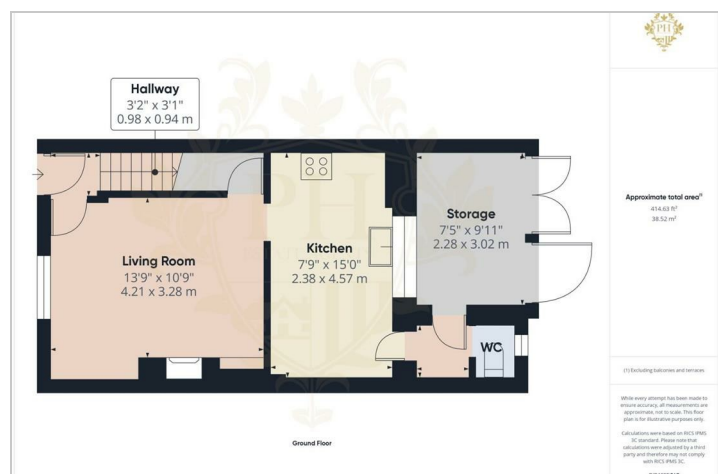 Hallway
3'2" x 3'1"
0.98 x 0.94 m
Living Room
13'9" x 10'9"
4.21 x 3.28 m
Kitchen
7'9" x 15'0"
2.38 x 4.57 m
Storage
7'5" x 9'11"
2.28 x 3.02 m
WC
Ground Floor
PH
Approximate total area⁽¹⁾
414.63 ft²
38.52 m²
(1) Excluding balconies and terraces
While every attempt has been made to
ensure accuracy, all measurements are
approximate, not to scale. This floor
plan is for illustrative purposes only.
Calculations were based on RICS IPMS
3C standard. Please note that
calculations were adjusted by a third
party and therefore may not comply
with RICS IPMS 3C.